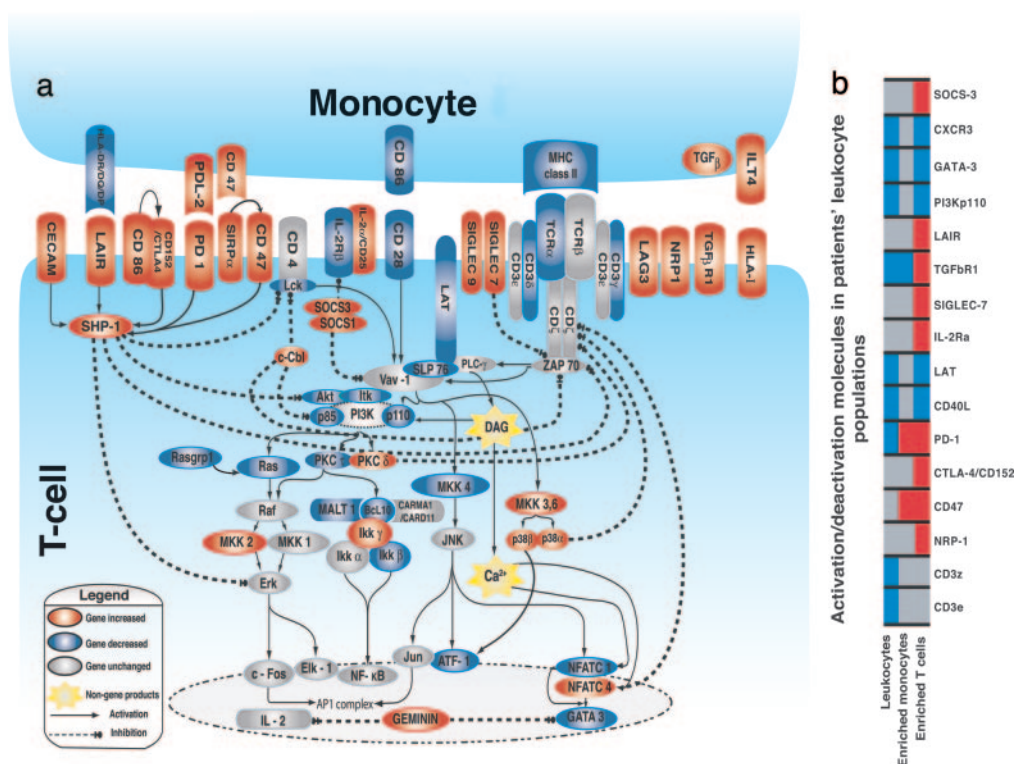 a
Monocyte
HLA-DR/DQ/DP
PDL-2
CD 47
CD 86
MHC
class II
TGF
β
ILT4
CECAM
LAIR
CD 86
CD152
/CTLA4
PD 1
SIRPα
CD 47
CD 4
IL-2Rβ
IL-2α/CD25
CD 28
LAT
SIGLEC 9
SIGLEC 7
CD3e
CD3δ
TCRα
TCRβ
CD3e
CD3γ
LAG3
NRP1
TGFβ R1
HLA-I
Lck
SHP-1
SOCS3
SOCS1
CDζ
CDζ
c-Cbl
SLP 76
PLC-γ
ZAP 70
Vav -1
Akt
Itk
p85
PI3K
p110
DAG
Rasgrp1
Ras
PKC
PKC δ
MKK 4
MALT 1
BcL10
CARMA1
/CARD11
MKK 3,6
Raf
Ikk γ
p38β
p38α
MKK 2
MKK 1
Ikk α
Ikk β
JNK
Erk
Ca²⁺
T-cell
Legend
Gene increased
Gene decreased
Gene unchanged
Non-gene products
Activation
Inhibition
c - Fos
Elk - 1
NF- κB
Jun
ATF- 1
NFATC 1
NFATC 4
AP1 complex
IL - 2
GEMININ
GATA 3
b
Activation/deactivation molecules in patients' leukocyte
populations
SOCS-3
CXCR3
GATA-3
PI3Kp110
LAIR
TGFbR1
SIGLEC-7
IL-2Ra
LAT
CD40L
PD-1
CTLA-4/CD152
CD47
NRP-1
CD3z
CD3e
Leukocytes
Enriched monocytes
Enriched T cells